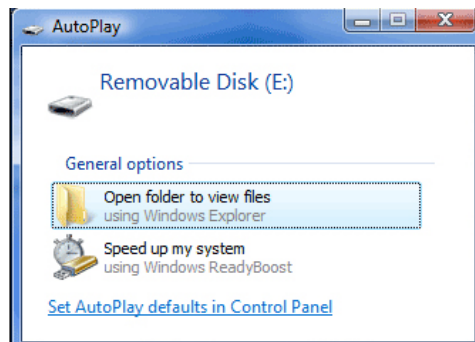 AutoPlay
Removable Disk (E:)
General options
Open folder to view files
using Windows Explorer
Speed up my system
using Windows ReadyBoost
Set AutoPlay defaults in Control Panel